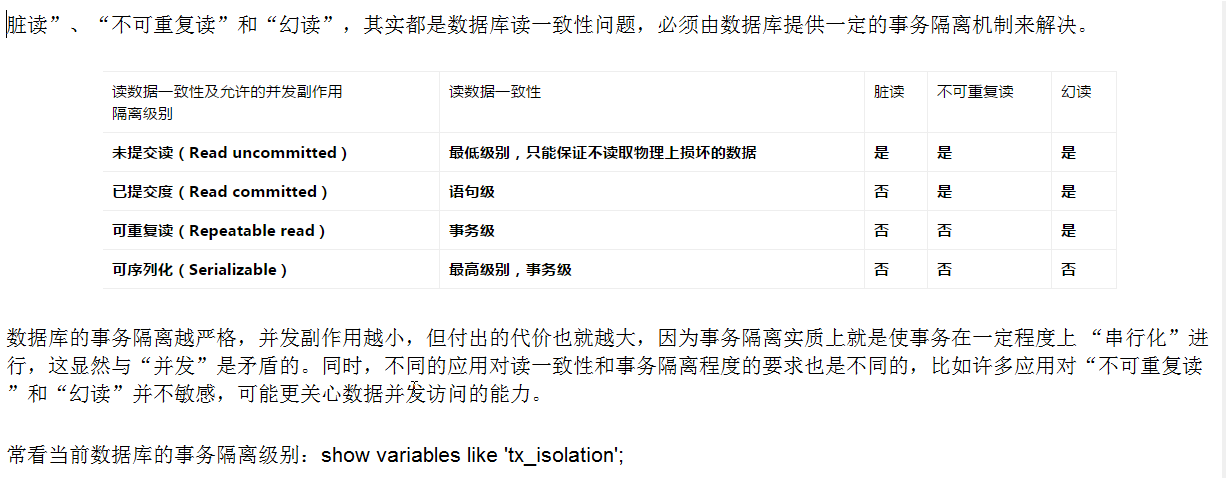 脏读”、“不可重复读”和“幻读”，其实都是数据库读一致性问题，必须由数据库提供一定的事务隔离机制来解决。
读数据一致性及允许的并发副作用 读数据一致性 脏读 不可重复读 幻读
隔离级别
未提交读（Read uncommitted） 最低级别，只能保证不读取物理上损坏的数据 是 是 是
已提交度（Read committed） 语句级 否 是 是
可重复读（Repeatable read） 事务级 否 否 是
可序列化（Serializable） 最高级别，事务级 否 否 否
数据库的事务隔离越严格，并发副作用越小，但付出的代价也就越大，因为事务隔离实质上就是使事务在一定程度上 “串行化”进
行，这显然与“并发”是矛盾的。同时，不同的应用对读一致性和事务隔离程度的要求也是不同的，比如许多应用对“不可重复读
”和“幻读”并不敏感，可能更关心数据并发访问的能力。
常看当前数据库的事务隔离级别：show variables like 'tx_isolation';